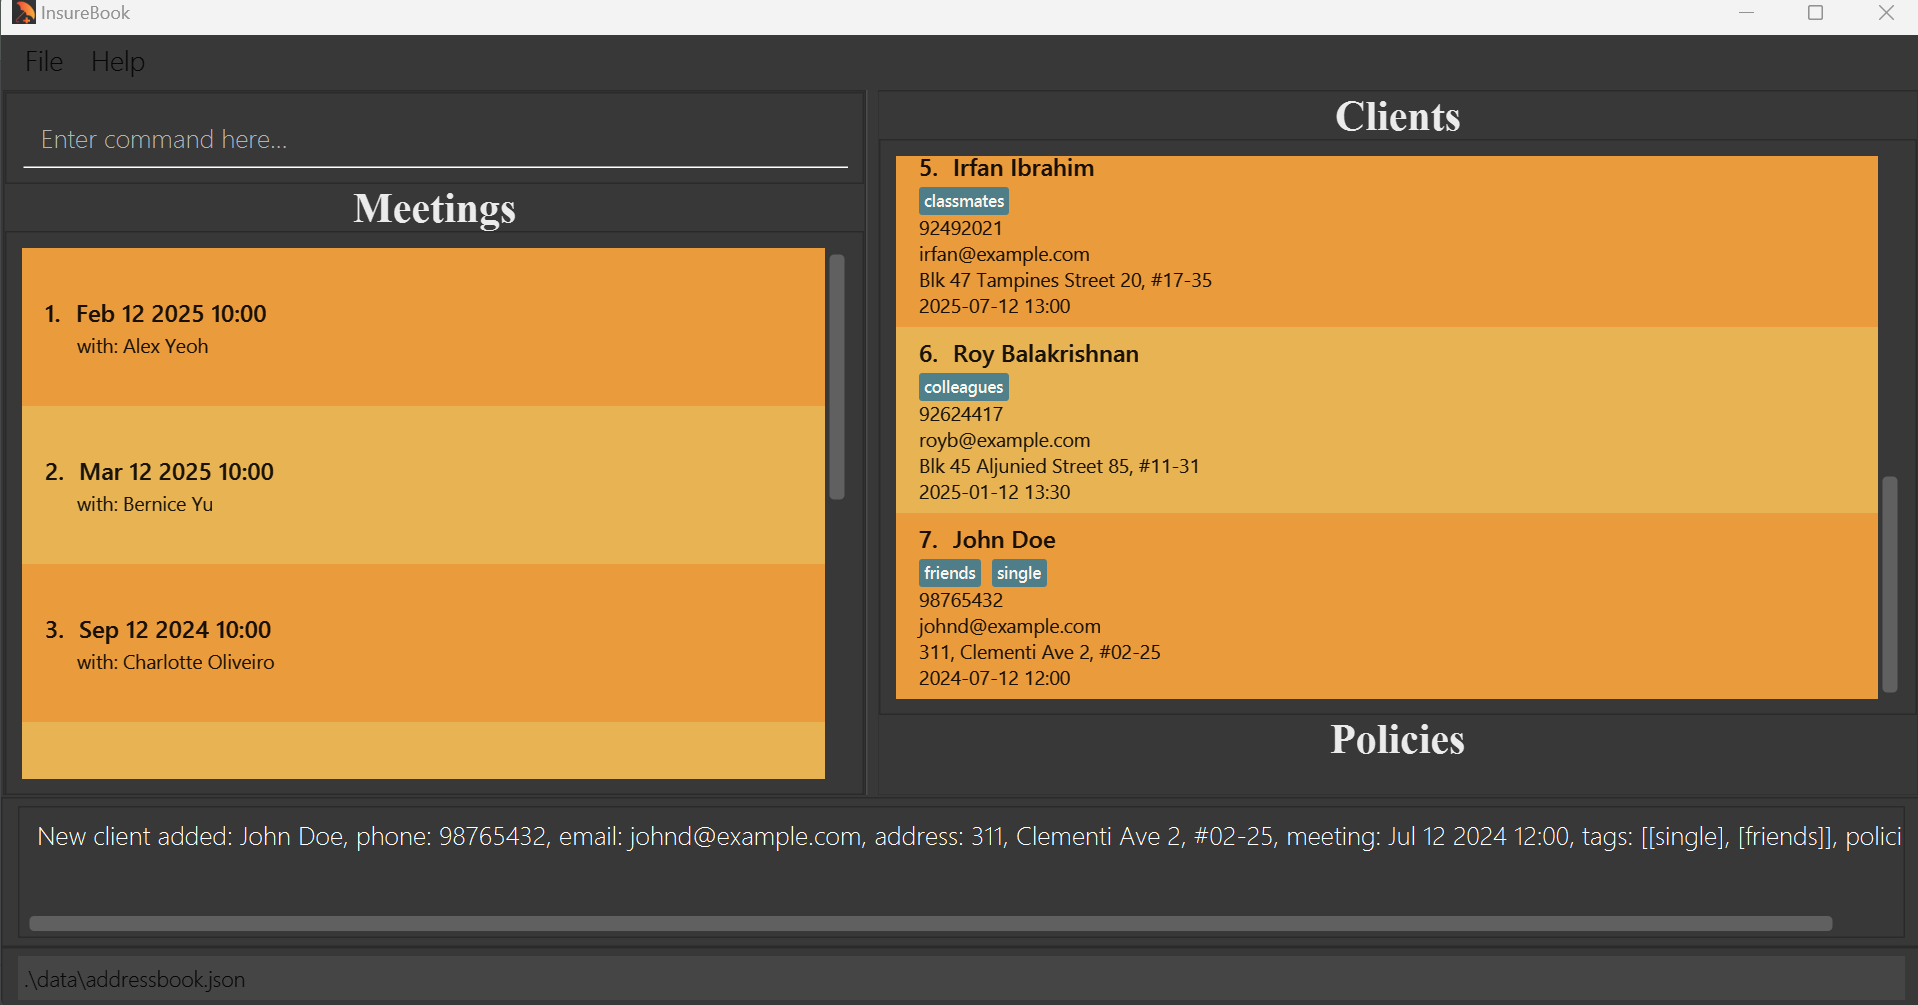 InsureBook
File Help
Enter command here...
Meetings
1. Feb 12 2025 10:00
with: Alex Yeoh
2. Mar 12 2025 10:00
with: Bernice Yu
3. Sep 12 2024 10:00
with: Charlotte Oliveiro
Clients
5. Irfan Ibrahim
classmates
92492021
irfan@example.com
Blk 47 Tampines Street 20, #17-35
2025-07-12 13:00
6. Roy Balakrishnan
colleagues
92624417
royb@example.com
Blk 45 Aljunied Street 85, #11-31
2025-01-12 13:30
7. John Doe
friends single
98765432
johnd@example.com
311, Clementi Ave 2, #02-25
2024-07-12 12:00
Policies
New client added: John Doe, phone: 98765432, email: johnd@example.com, address: 311, Clementi Ave 2, #02-25, meeting: Jul 12 2024 12:00, tags: [[single], [friends]], polici
.\data\addressbook.json